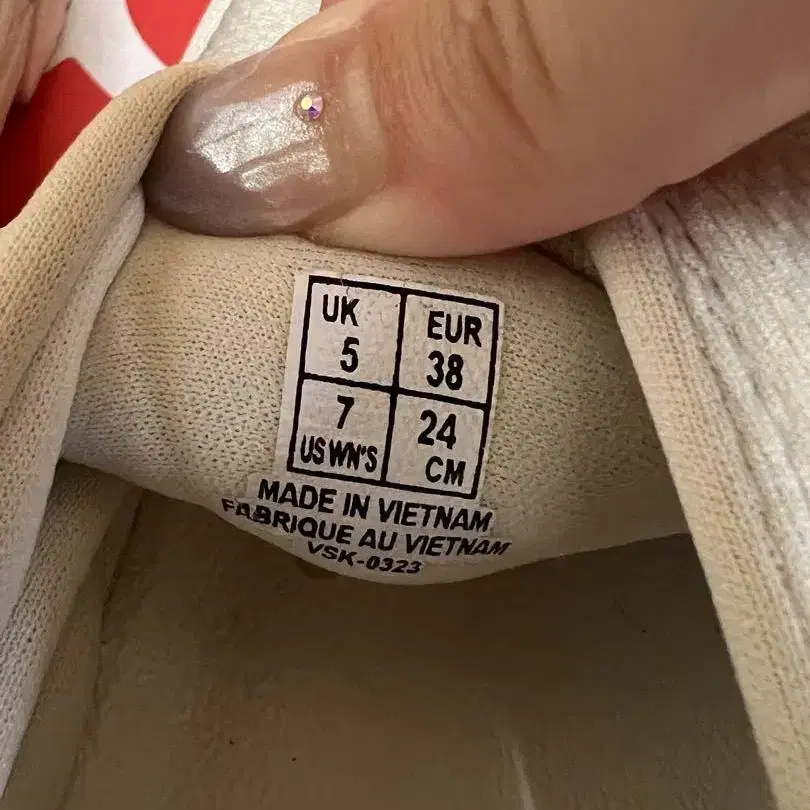 UK EUR
5 38
7 24
US WN'S CM
MADE IN VIETNAM
FABRIQUE AU VIETNAM
VSK-0323